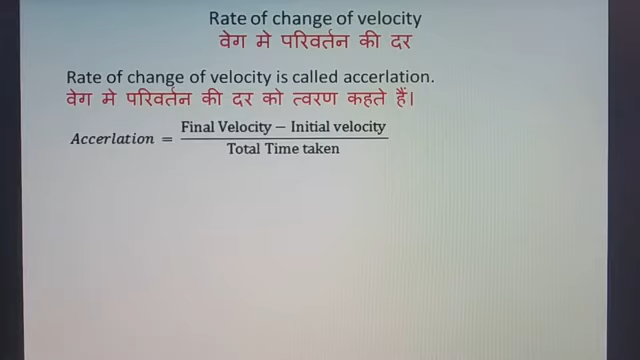 Rate of change of velocity
वेग मे परिवर्तन की दर
Rate of change of velocity is called accerlation.
वेग मे परिवर्तन की दर को त्वरण कहते हैं।
Accerlation = Final Velocity − Initial velocity / Total Time taken